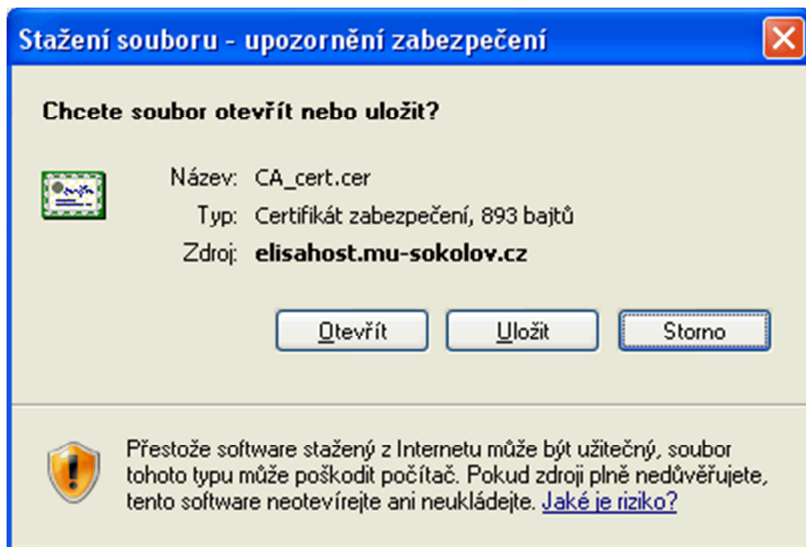 Stažení souboru - upozornění zabezpečení
Chcete soubor otevřít nebo uložit?
Název: CA_cert.cer
Typ: Certifikát zabezpečení, 893 bajtů
Zdroj: elisahost.mu-sokolov.cz
Otevřít Uložit Storno
Přestože software stažený z Internetu může být užitečný, soubor
tohoto typu může poškodit počítač. Pokud zdroji plně nedůvěřujete,
tento software neotevírejte ani neukládejte. Jaké je riziko?